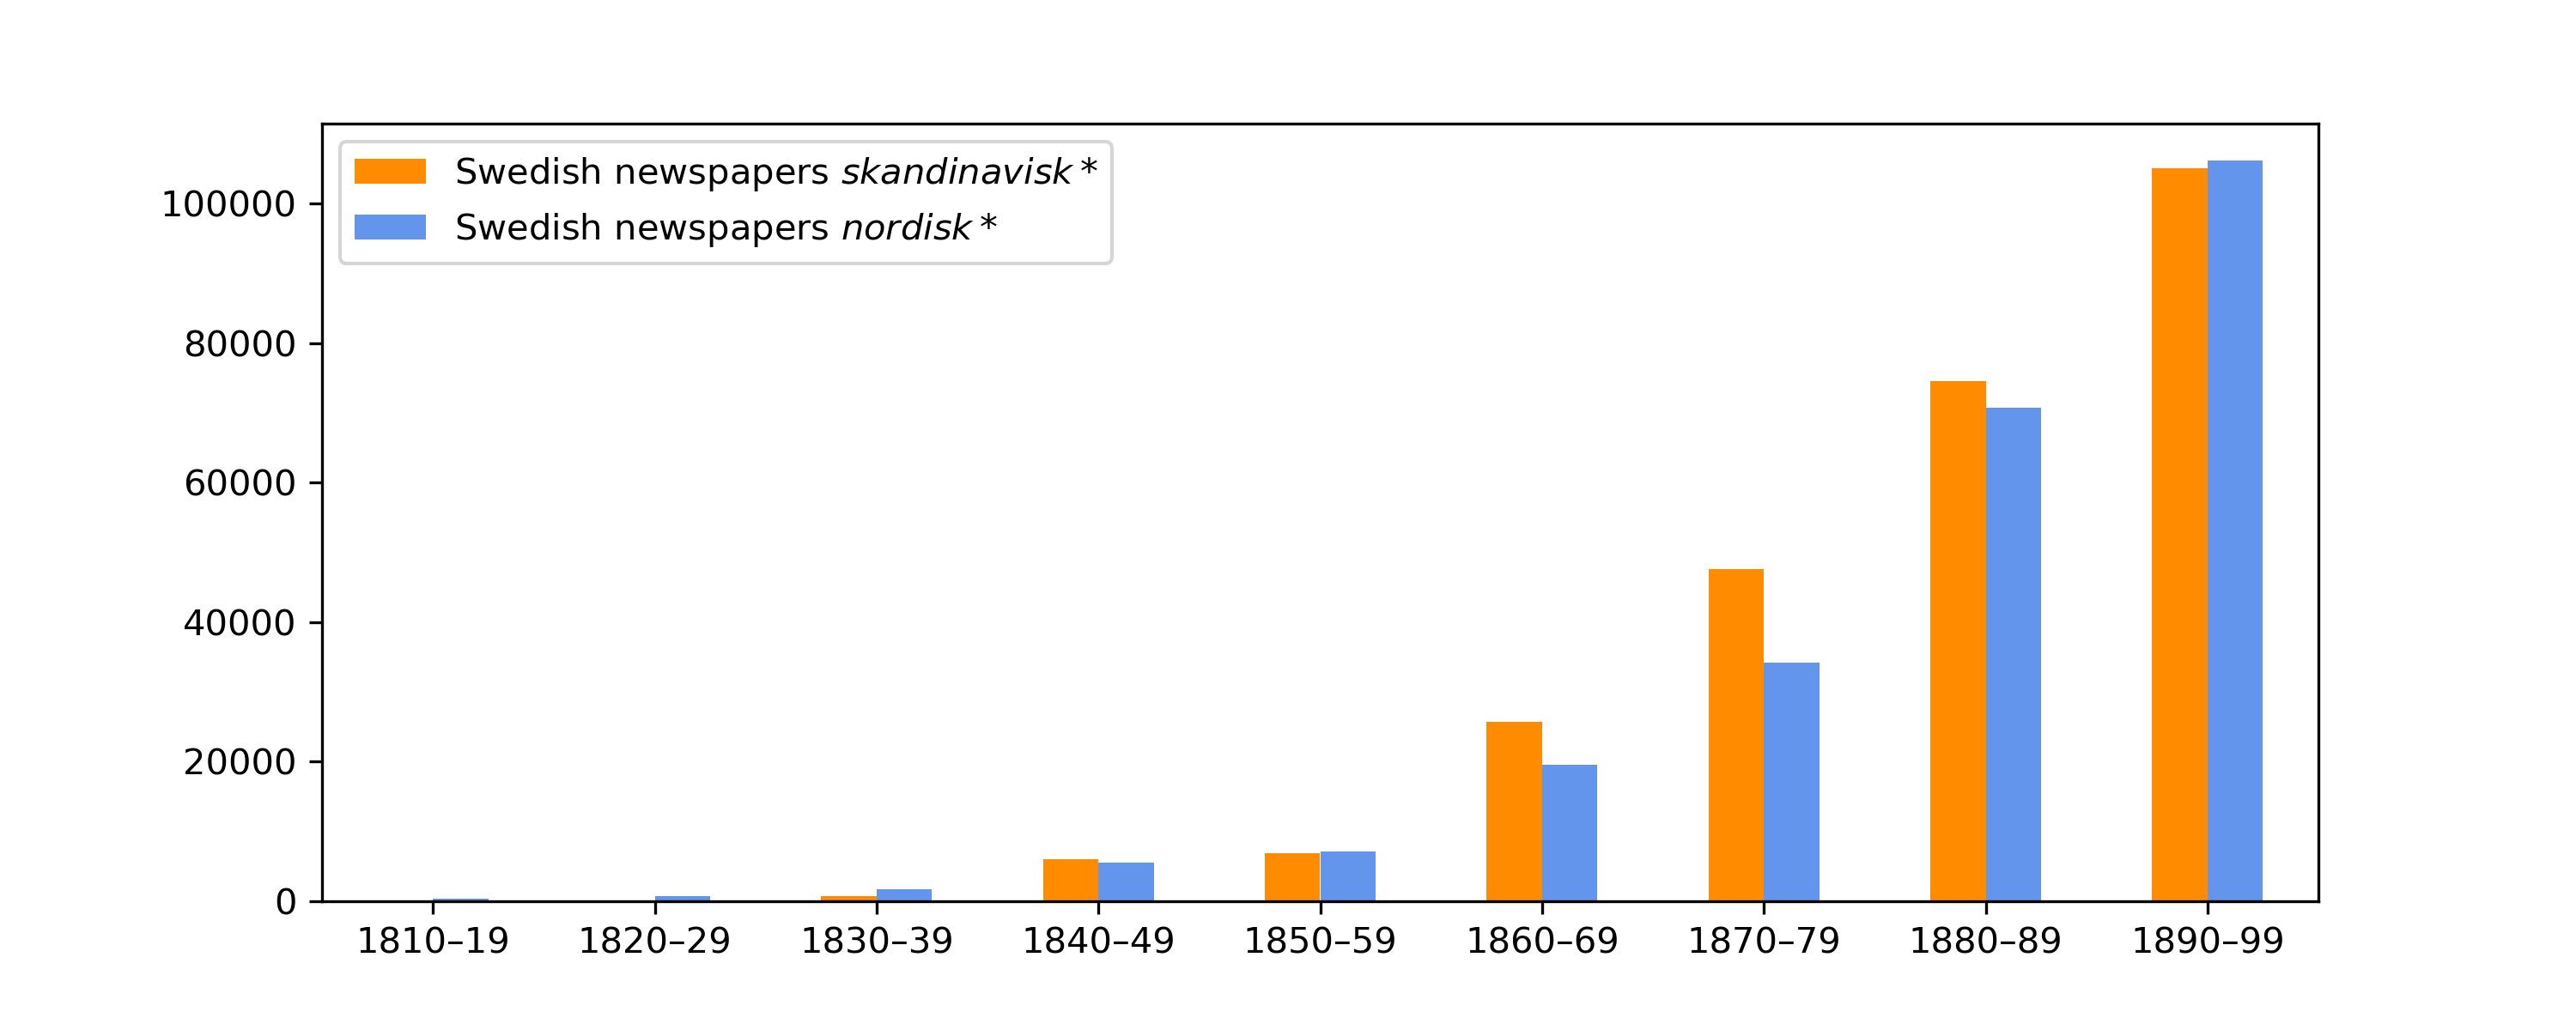 Swedish newspapers skandinavisk*
Swedish newspapers nordisk*
100000
80000
60000
40000
20000
0
1810–19 1820–29 1830–39 1840–49 1850–59 1860–69 1870–79 1880–89 1890–99